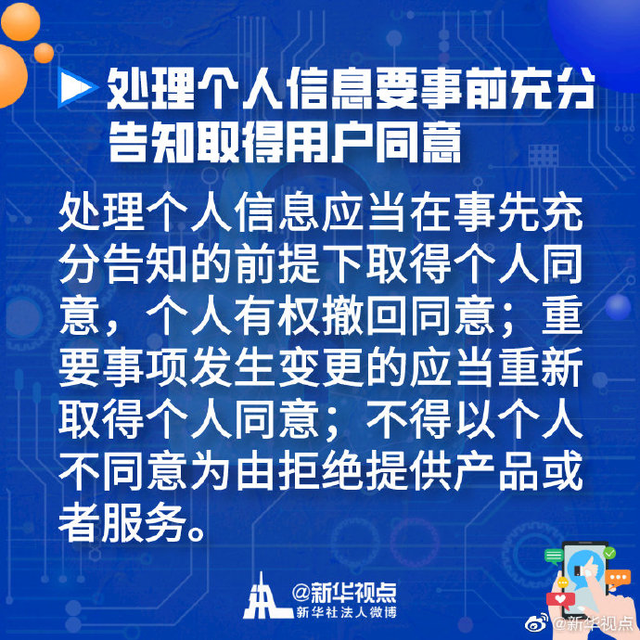 处理个人信息要事前充分
告知取得用户同意
处理个人信息应当在事先充
分告知的前提下取得个人同
意，个人有权撤回同意；重
要事项发生变更的应当重新
取得个人同意；不得以个人
不同意为由拒绝提供产品或
者服务。
@新华视点
新华社法人微博
@新华视点